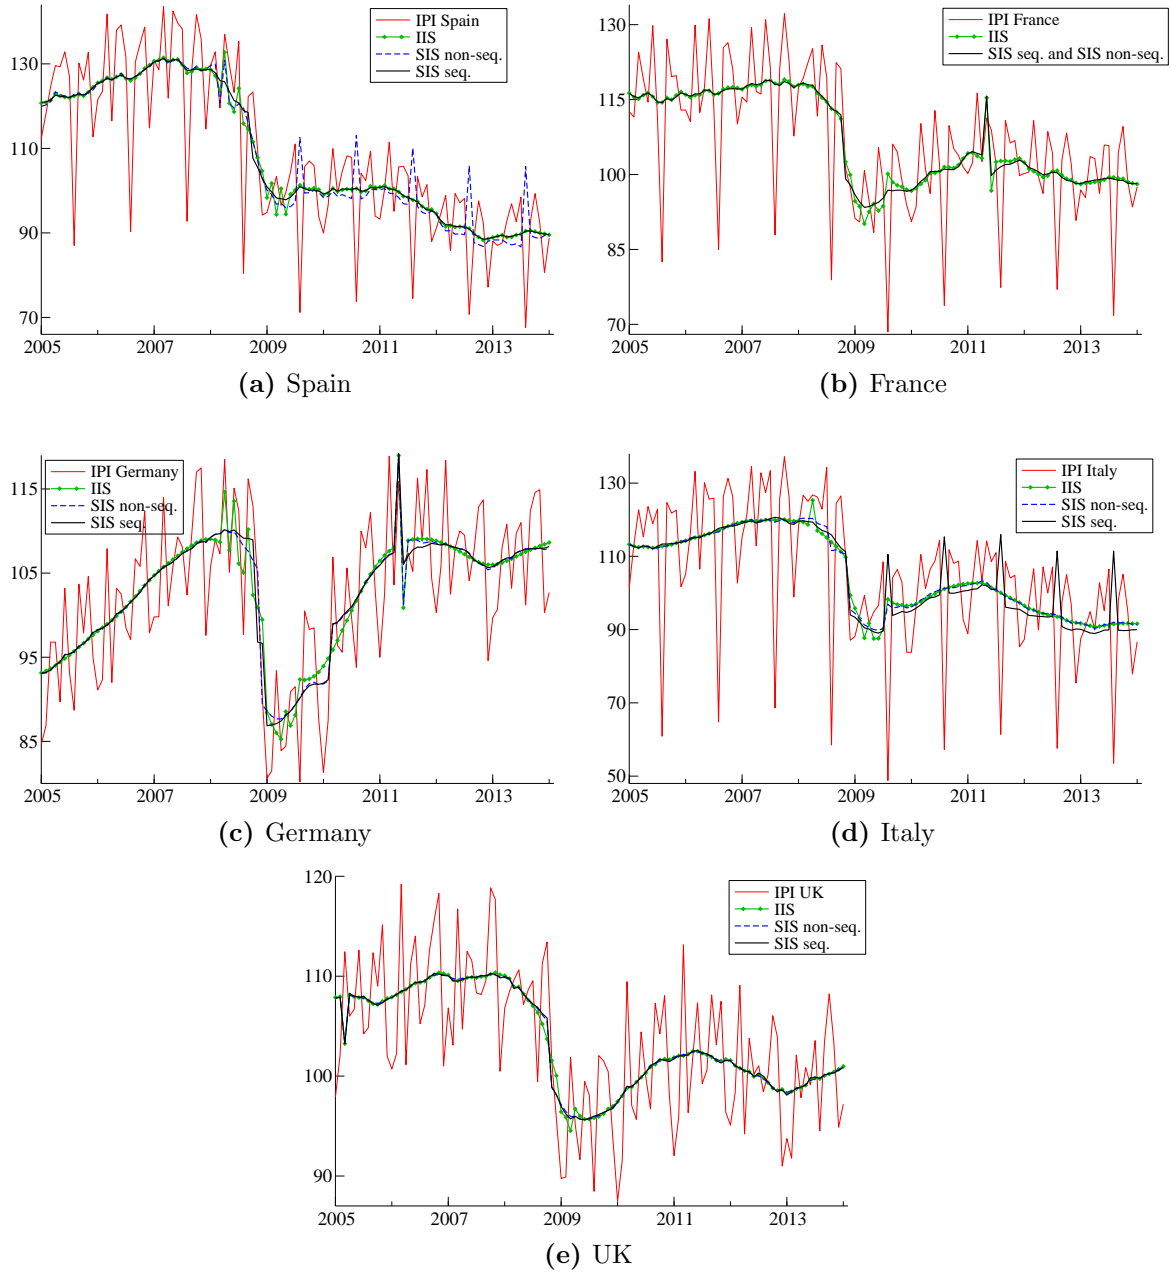 IPI Spain
IIS
SIS non-seq.
SIS seq.
130
110
90
70
2005 2007 2009 2011 2013
(a) Spain
IPI France
IIS
SIS seq. and SIS non-seq.
130
115
100
85
70
2005 2007 2009 2011 2013
(b) France
IPI Germany
IIS
SIS non-seq.
SIS seq.
115
105
95
85
2005 2007 2009 2011 2013
(c) Germany
IPI Italy
IIS
SIS non-seq.
SIS seq.
130
110
90
70
50
2005 2007 2009 2011 2013
(d) Italy
IPI UK
IIS
SIS non-seq.
SIS seq.
120
110
100
90
2005 2007 2009 2011 2013
(e) UK